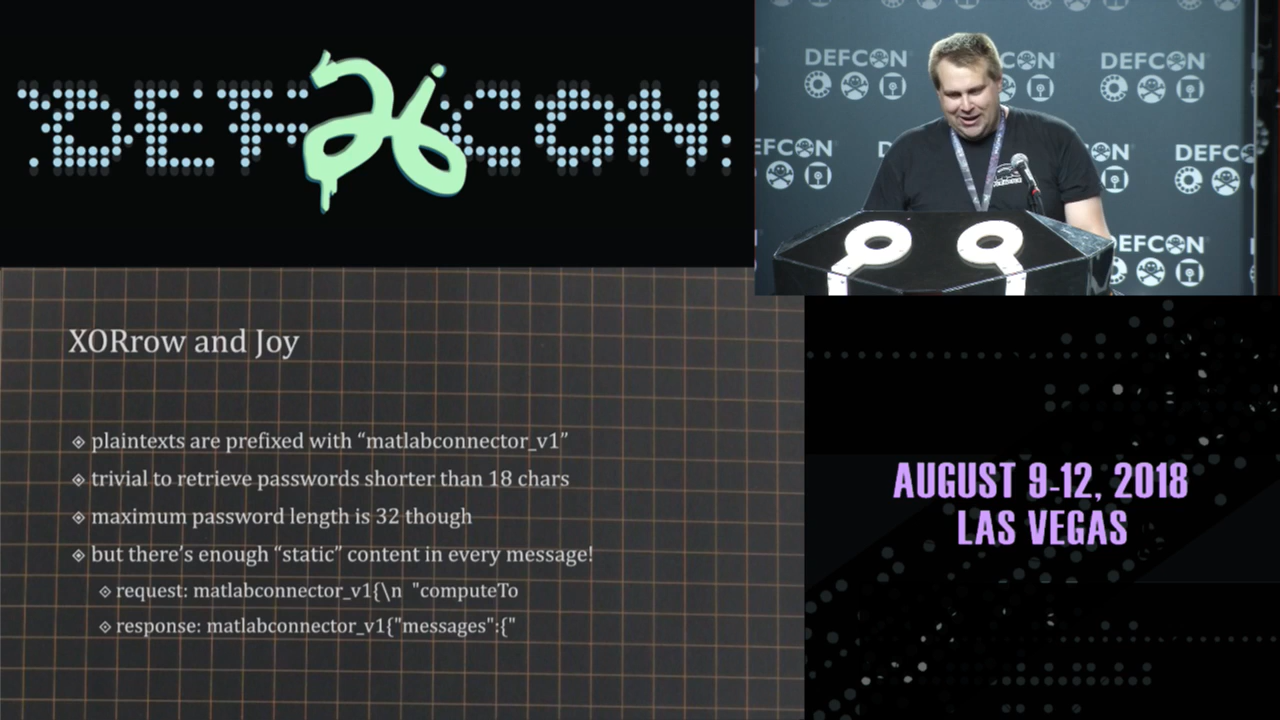 DEFCON
26
DEFCON
CON
DEFCON
DEFCON
DEFCON
DEFCON
XORrow and Joy
plaintexts are prefixed with “matlabconnector_v1”
trivial to retrieve passwords shorter than 18 chars
maximum password length is 32 though
but there’s enough “static” content in every message!
request: matlabconnector_v1{\n  "computeTo
response: matlabconnector_v1{"messages":{"
AUGUST 9-12, 2018
LAS VEGAS